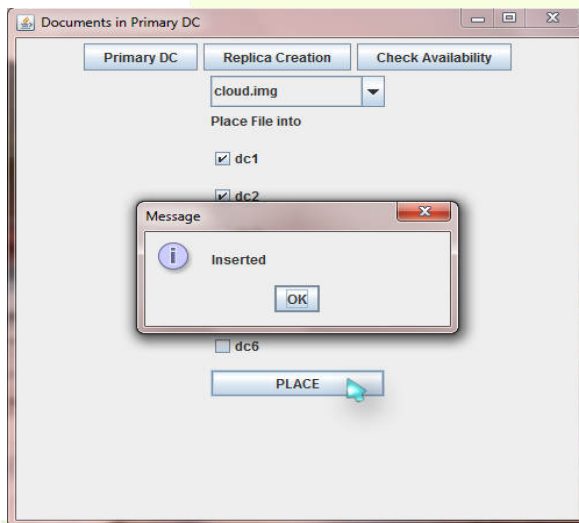 Documents in Primary DC
Primary DC Replica Creation Check Availability
cloud.img
Place File into
dc1
dc2
Message
Inserted
OK
dc6
PLACE